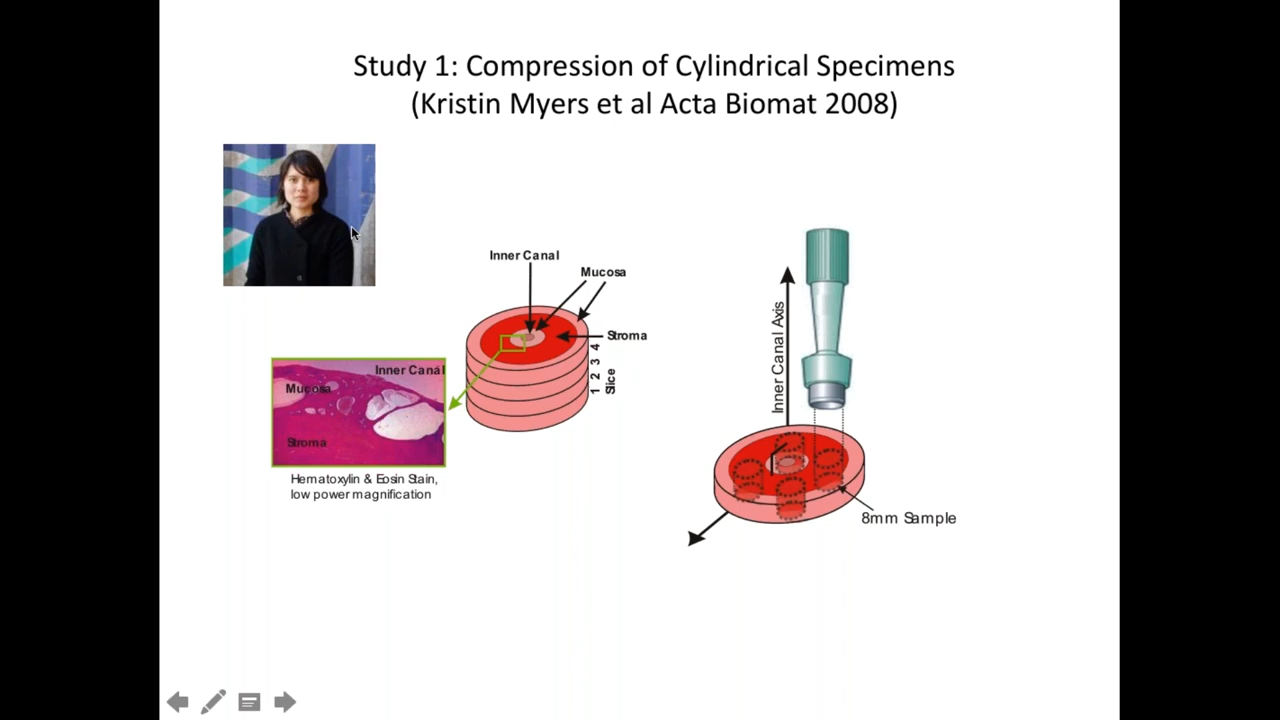 Study 1: Compression of Cylindrical Specimens
(Kristin Myers et al Acta Biomat 2008)
Inner Canal
Mucosa
Stroma
1 2 3 4
Slice
Inner Canal
Mucosa
Stroma
Hematoxylin & Eosin Stain,
low power magnification
Inner Canal Axis
8mm Sample